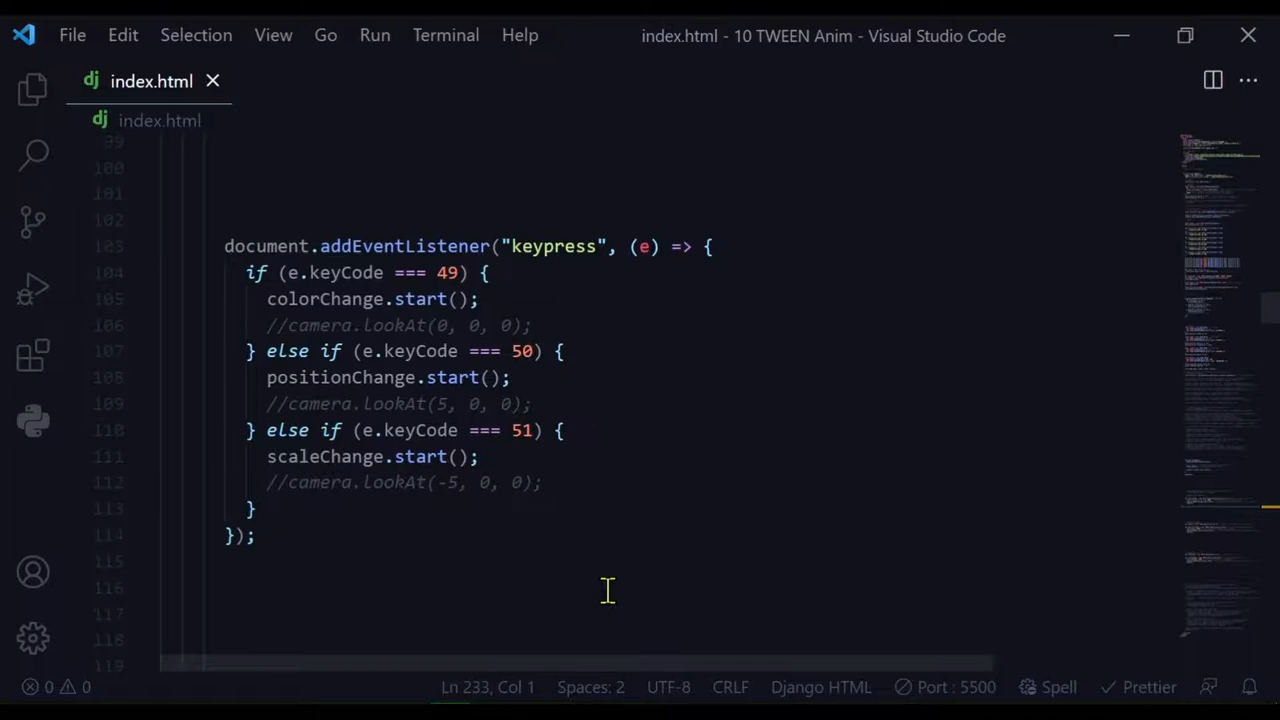 File Edit Selection View Go Run Terminal Help index.html - 10 TWEEN Anim - Visual Studio Code
dj index.html
dj index.html
99
100
101
102
103 document.addEventListener("keypress", (e) => {
104 if (e.keyCode === 49) {
105 colorChange.start();
106 //camera.lookAt(0, 0, 0);
107 } else if (e.keyCode === 50) {
108 positionChange.start();
109 //camera.lookAt(5, 0, 0);
110 } else if (e.keyCode === 51) {
111 scaleChange.start();
112 //camera.lookAt(-5, 0, 0);
113 }
114 });
115
116
117
118
119
0 0 Ln 233, Col 1 Spaces: 2 UTF-8 CRLF Django HTML Port : 5500 Spell Prettier